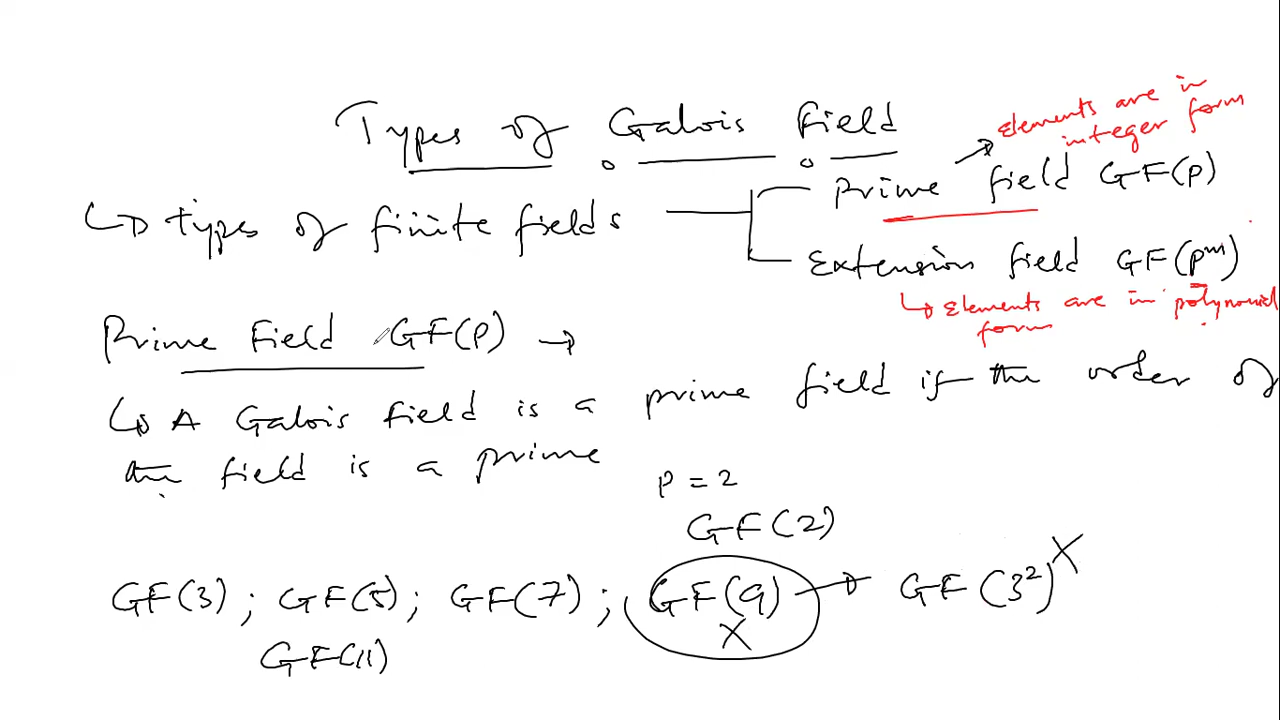 Types of Galois Field
Elements are in
integer form
Prime field GF(p)
↳ types of finite fields
Extension field GF(p^m)
↳ Elements are in polynomial
form
Prime Field GF(p) →
↳ A Galois Field is a prime field if the order of
the field is a prime
P = 2
GF(2)
GF(3) ; GF(5) ; GF(7) ; GF(9) → GF(3²) X
X
GF(11)